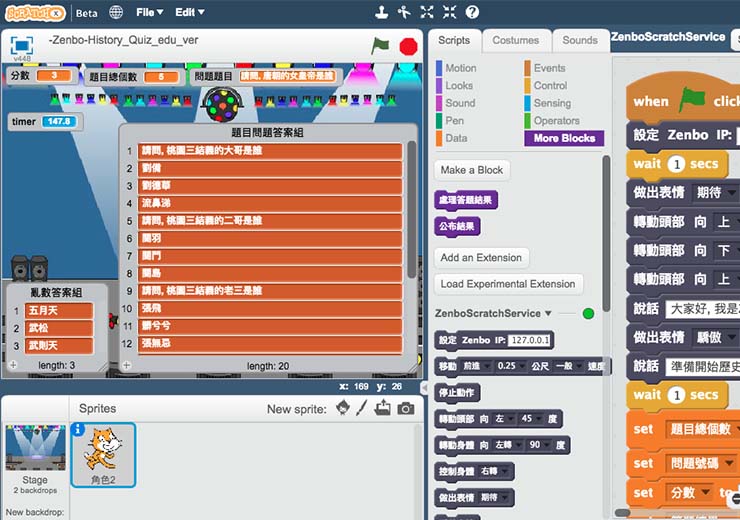 SCRATCHX
Beta
File
Edit
-Zenbo-History_Quiz_edu_ver
v448
分數 3
題目總個數 5
問題題目 請問, 唐朝的女皇帝是誰
timer 147.8
題目問題答案組
1 請問, 桃園三結義的大哥是誰
2 劉備
3 劉德華
4 流鼻涕
5 請問, 桃園三結義的二哥是誰
6 關羽
7 關門
8 關島
9 請問, 桃園三結義的老三是誰
10 張飛
11 髒兮兮
12 張無忌
length: 20
亂數答案組
1 五月天
2 武松
3 武則天
length: 3
x: 169 y: 26
Sprites
New sprite:
Stage
2 backdrops
New backdrop:
角色2
Scripts
Costumes
Sounds
Motion
Looks
Sound
Pen
Data
Events
Control
Sensing
Operators
More Blocks
Make a Block
處理答題結果
公布結果
Add an Extension
Load Experimental Extension
ZenboScratchService
設定 Zenbo IP: 127.0.0.1
移動 前進 0.25 公尺 一般 速度
停止動作
轉動頭部 向 左 45 度
轉動身體 向 左轉 90 度
控制身體 右轉
做出表情 期待
ZenboScratchService
when clic
設定 Zenbo IP:
wait 1 secs
做出表情 期待
轉動頭部 向 上
轉動頭部 向 下
轉動頭部 向 上
說話 大家好, 我是
做出表情 驕傲
說話 準備開始歷史
wait 1 secs
set 題目總個數
set 問題號碼
set 分數 to